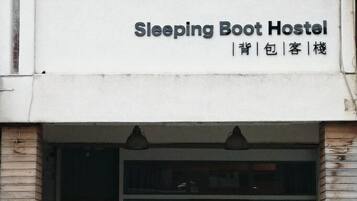 Sleeping Boot Hostel
|背|包|客|棧